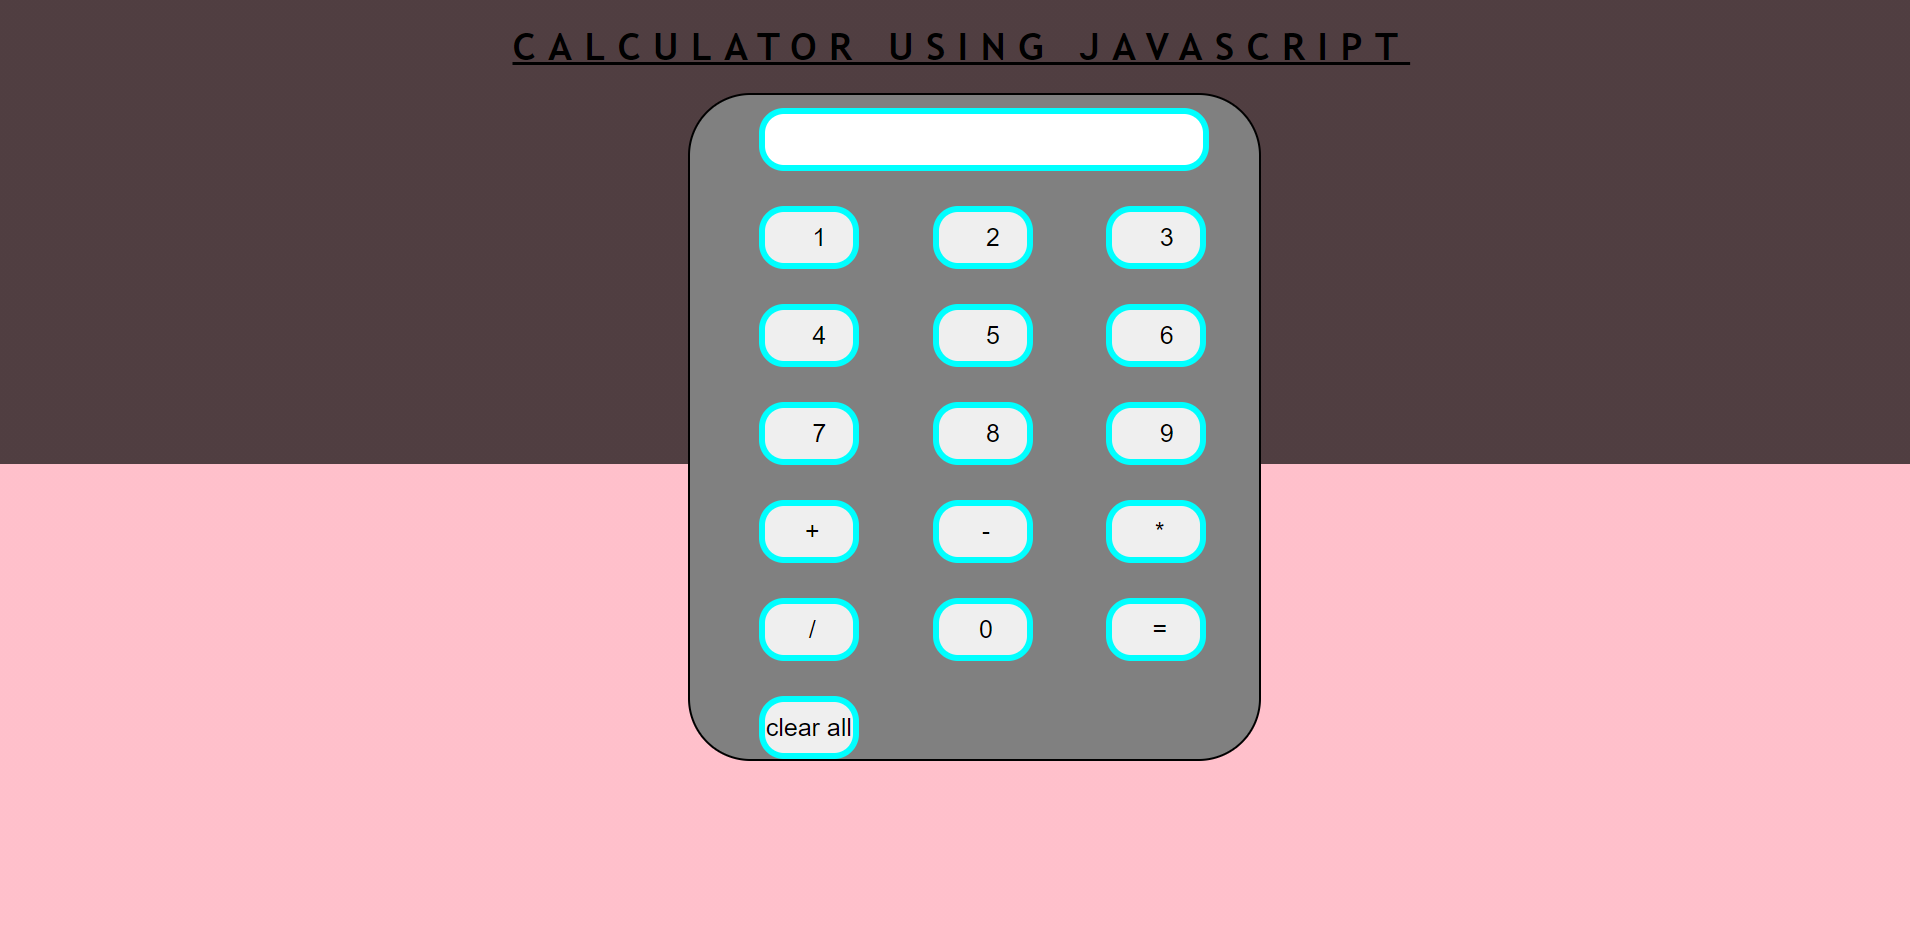 CALCULATOR USING JAVASCRIPT
1 2 3
4 5 6
7 8 9
+ - *
/ 0 =
clear all